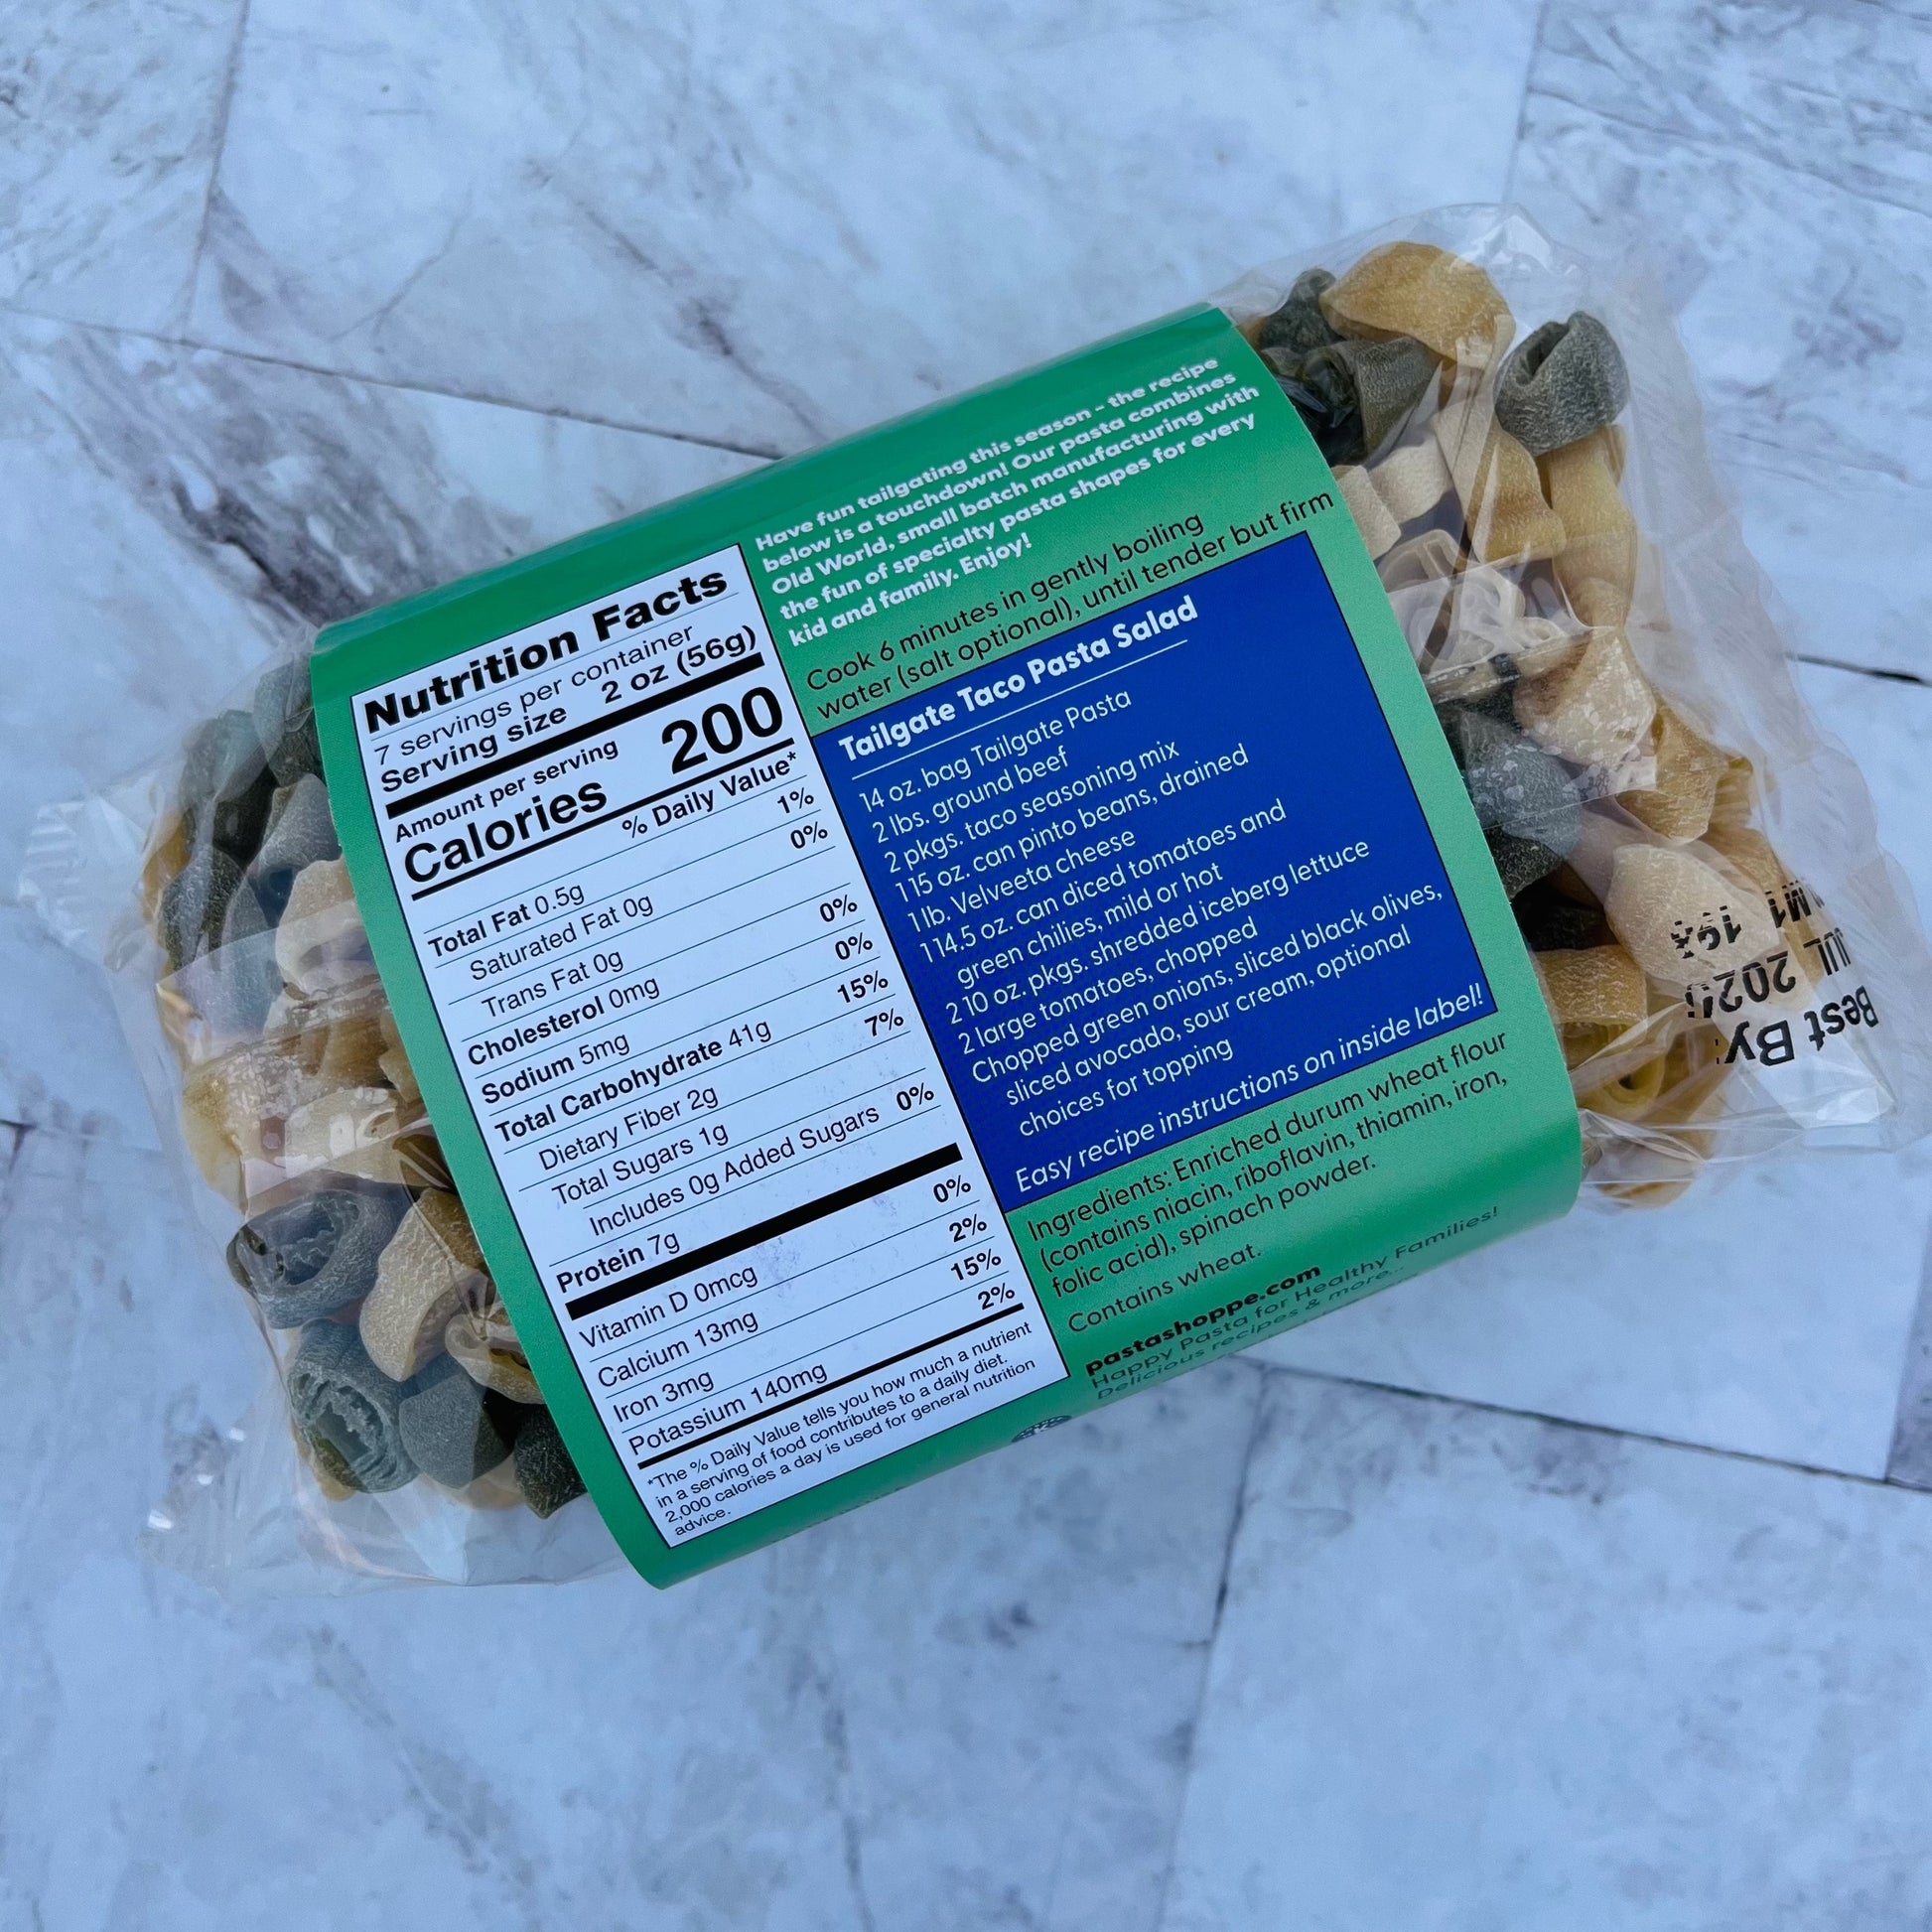 Nutrition Facts
7 servings per container
Serving size 2 oz (56g)
Amount per serving
Calories 200
% Daily Value*
Total Fat 0.5g 1%
Saturated Fat 0g 0%
Trans Fat 0g
Cholesterol 0mg 0%
Sodium 5mg 0%
Total Carbohydrate 41g 15%
Dietary Fiber 2g 7%
Total Sugars 1g
Includes 0g Added Sugars 0%
Protein 7g
Vitamin D 0mcg 0%
Calcium 13mg 2%
Iron 3mg 15%
Potassium 140mg 2%
*The % Daily Value tells you how much a nutrient
in a serving of food contributes to a daily diet.
2,000 calories a day is used for general nutrition
advice.
Have fun tailgating this season - the recipe
below is a touchdown! Our pasta combines
Old World, small batch manufacturing with
the fun of specialty pasta shapes for every
kid and family. Enjoy!
Cook 6 minutes in gently boiling
water (salt optional), until tender but firm
Tailgate Taco Pasta Salad
14 oz. bag Tailgate Pasta
2 lbs. ground beef
2 pkgs. taco seasoning mix
1 15 oz. can pinto beans, drained
1 lb. Velveeta cheese
1 14.5 oz. can diced tomatoes and
green chilies, mild or hot
2 10 oz. pkgs. shredded iceberg lettuce
2 large tomatoes, chopped
Chopped green onions, sliced black olives,
sliced avocado, sour cream, optional
choices for topping
Easy recipe instructions on inside label!
Ingredients: Enriched durum wheat flour
(contains niacin, riboflavin, thiamin, iron,
folic acid), spinach powder.
Contains wheat.
pastashoppe.com
Happy Pasta for Healthy Families!
Delicious recipes & more...
Best By:
JUL